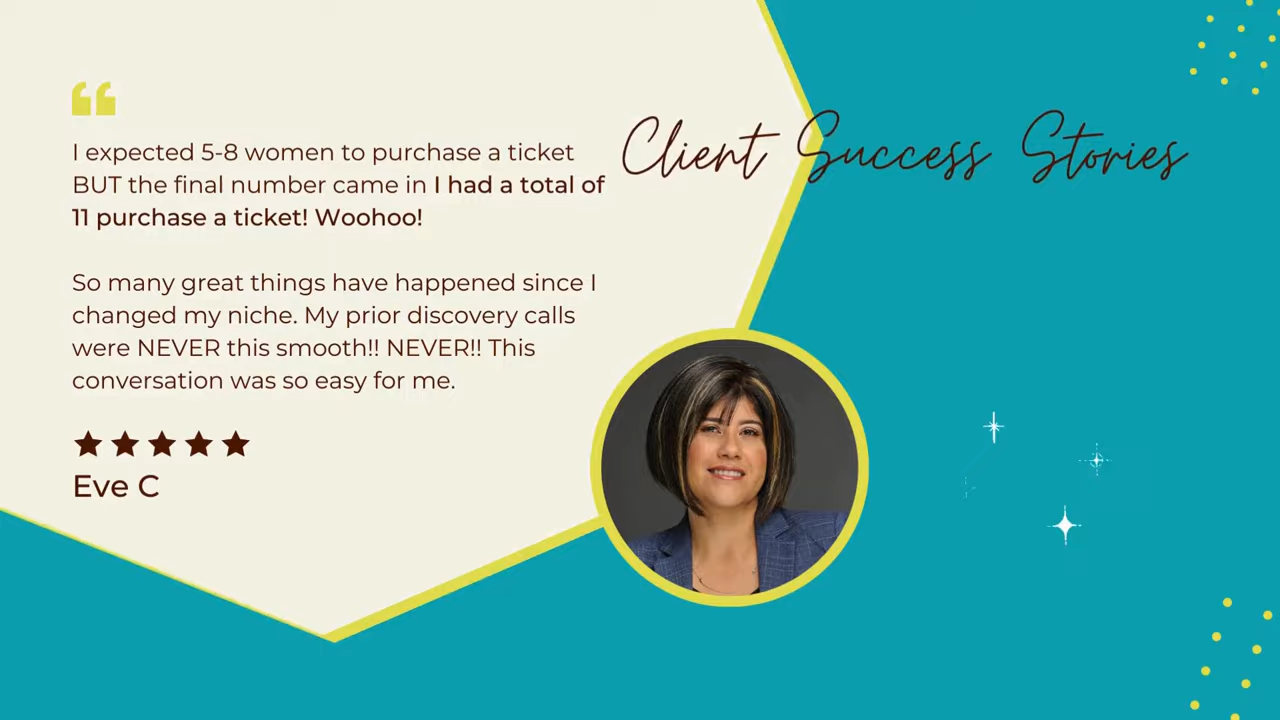 Client Success Stories
I expected 5-8 women to purchase a ticket
BUT the final number came in I had a total of
11 purchase a ticket! Woohoo!
So many great things have happened since I
changed my niche. My prior discovery calls
were NEVER this smooth!! NEVER!! This
conversation was so easy for me.
Eve C